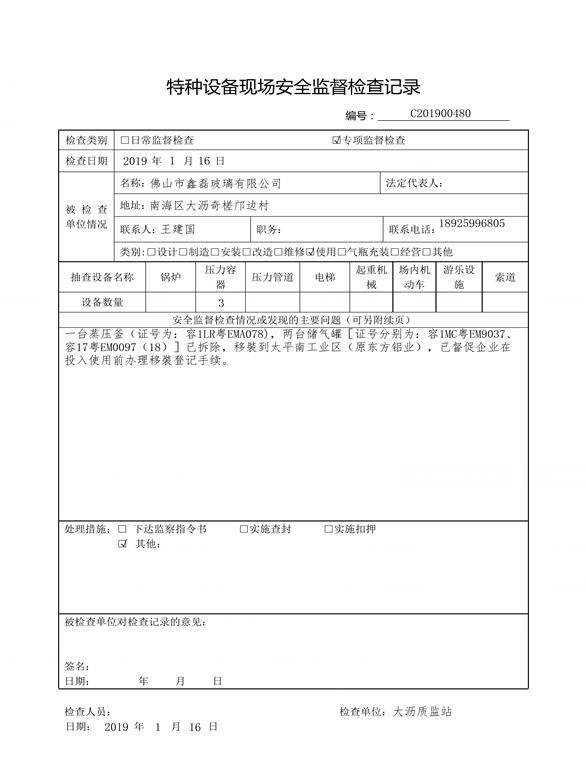 特种设备现场安全监督检查记录
编号： C201900480
检查类别 □日常监督检查 ☑专项监督检查
检查日期 2019 年 1 月 16 日
被检查单位情况 名称：佛山市鑫磊玻璃有限公司 法定代表人：
地址：南海区大沥奇槎邝边村
联系人：王建国 职务： 联系电话：18925996805
类别：□设计□制造□安装□改造□维修☑使用□气瓶充装□经营□其他
抽查设备名称 锅炉 压力容器 压力管道 电梯 起重机械 场内机动车 游乐设施 索道
设备数量 3
安全监督检查情况或发现的主要问题（可另附续页）
一台蒸压釜（证号为：容1LR粤EMA078），两台储气罐［证号分别为：容1MC粤EM9037、
容17粤EM0097（18）］已拆除，移装到太平南工业区（原东方铝业），已督促企业在
投入使用前办理移装登记手续。
处理措施：□ 下达监察指令书 □实施查封 □实施扣押
☑ 其他：
被检查单位对检查记录的意见：
签名：
日期： 年 月 日
检查人员： 检查单位：大沥质监站
日期： 2019 年 1 月 16 日